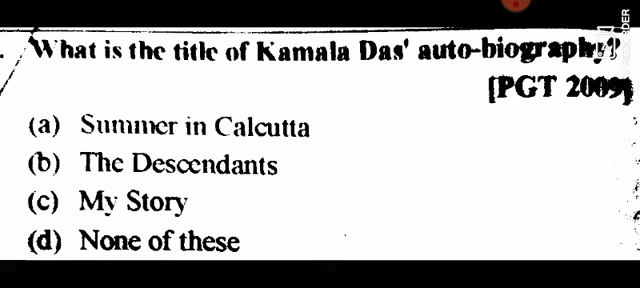 What is the title of Kamala Das' auto-biography?
[PGT 2009]
(a) Summer in Calcutta
(b) The Descendants
(c) My Story
(d) None of these